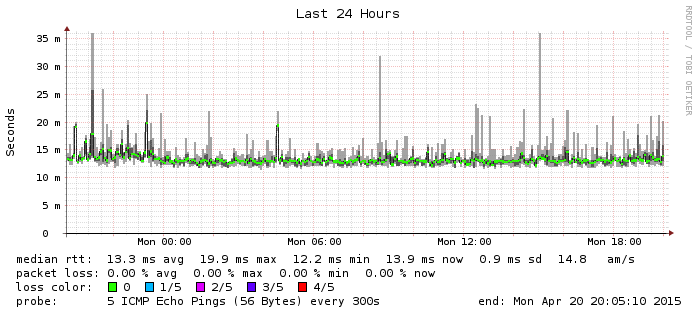 Last 24 Hours
RRDTOOL / TOBI OETIKER
Seconds
35 m
30 m
25 m
20 m
15 m
10 m
5 m
0
Mon 00:00 Mon 06:00 Mon 12:00 Mon 18:00
median rtt: 13.3 ms avg 19.9 ms max 12.2 ms min 13.9 ms now 0.9 ms sd 14.8 am/s
packet loss: 0.00 % avg 0.00 % max 0.00 % min 0.00 % now
loss color: 0 1/5 2/5 3/5 4/5
probe: 5 ICMP Echo Pings (56 Bytes) every 300s end: Mon Apr 20 20:05:10 2015